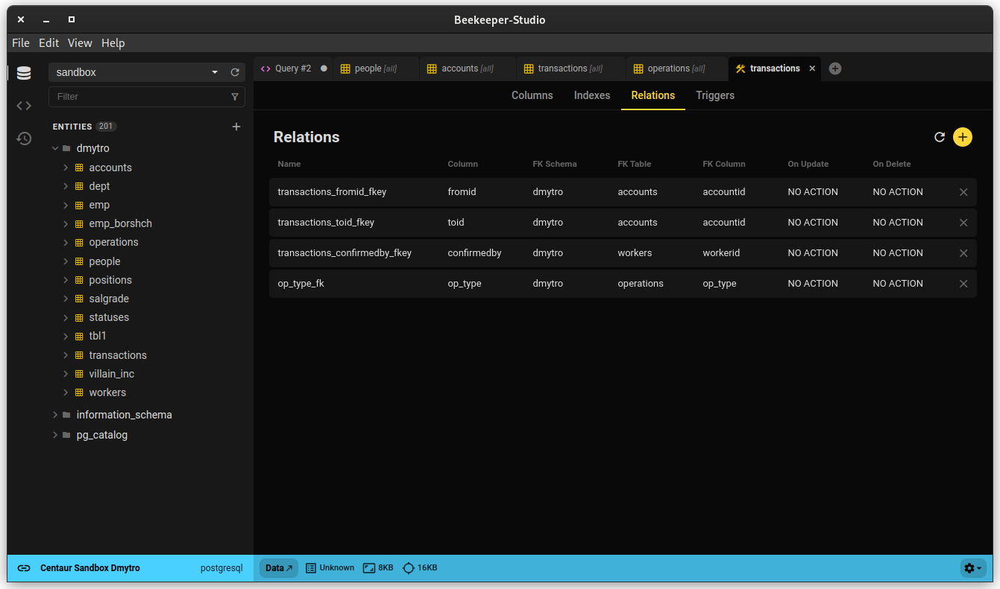 Beekeeper-Studio
File Edit View Help
sandbox
Filter
ENTITIES 201
dmytro
accounts
dept
emp
emp_borshch
operations
people
positions
salgrade
statuses
tbl1
transactions
villain_inc
workers
information_schema
pg_catalog
Query #2 people [all] accounts [all] transactions [all] operations [all] transactions
Columns Indexes Relations Triggers
Relations
Name Column FK Schema FK Table FK Column On Update On Delete
transactions_fromid_fkey fromid dmytro accounts accountid NO ACTION NO ACTION
transactions_toid_fkey toid dmytro accounts accountid NO ACTION NO ACTION
transactions_confirmedby_fkey confirmedby dmytro workers workerid NO ACTION NO ACTION
op_type_fk op_type dmytro operations op_type NO ACTION NO ACTION
Centaur Sandbox Dmytro postgresql
Data Unknown 8KB 16KB